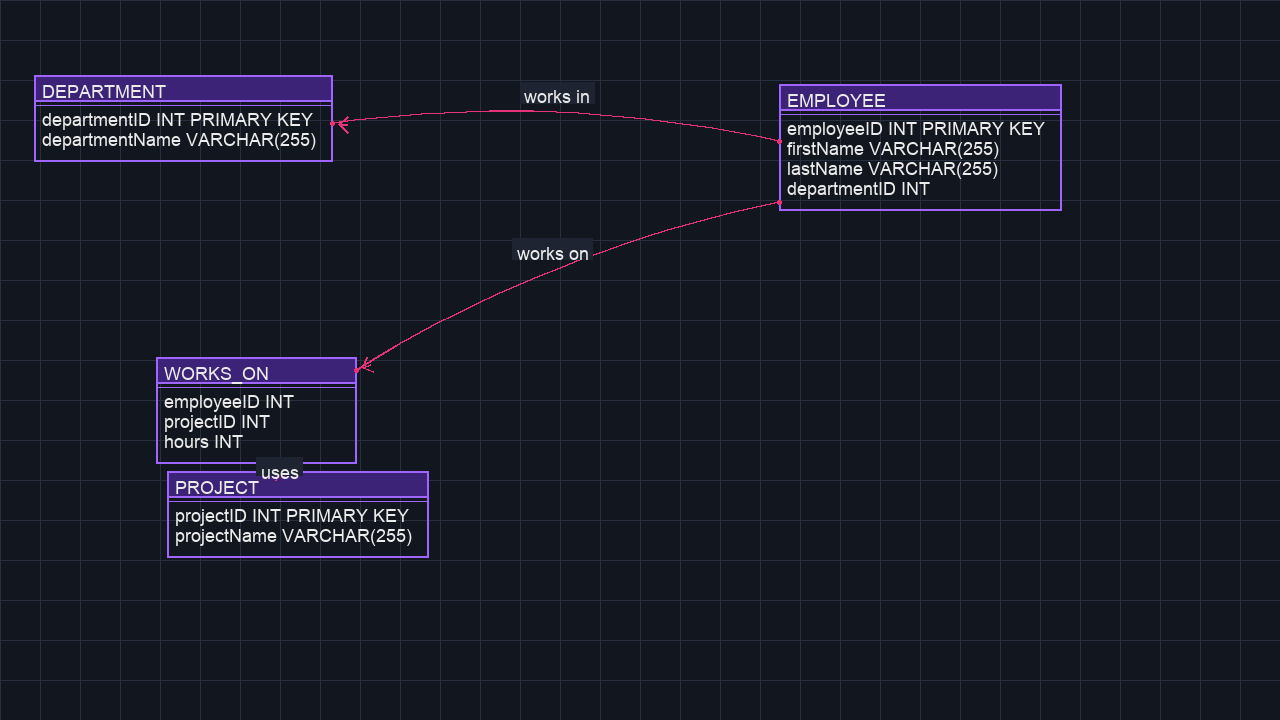 DEPARTMENT
departmentID INT PRIMARY KEY
departmentName VARCHAR(255)
works in
EMPLOYEE
employeeID INT PRIMARY KEY
firstName VARCHAR(255)
lastName VARCHAR(255)
departmentID INT
works on
WORKS_ON
employeeID INT
projectID INT
hours INT
uses
PROJECT
projectID INT PRIMARY KEY
projectName VARCHAR(255)